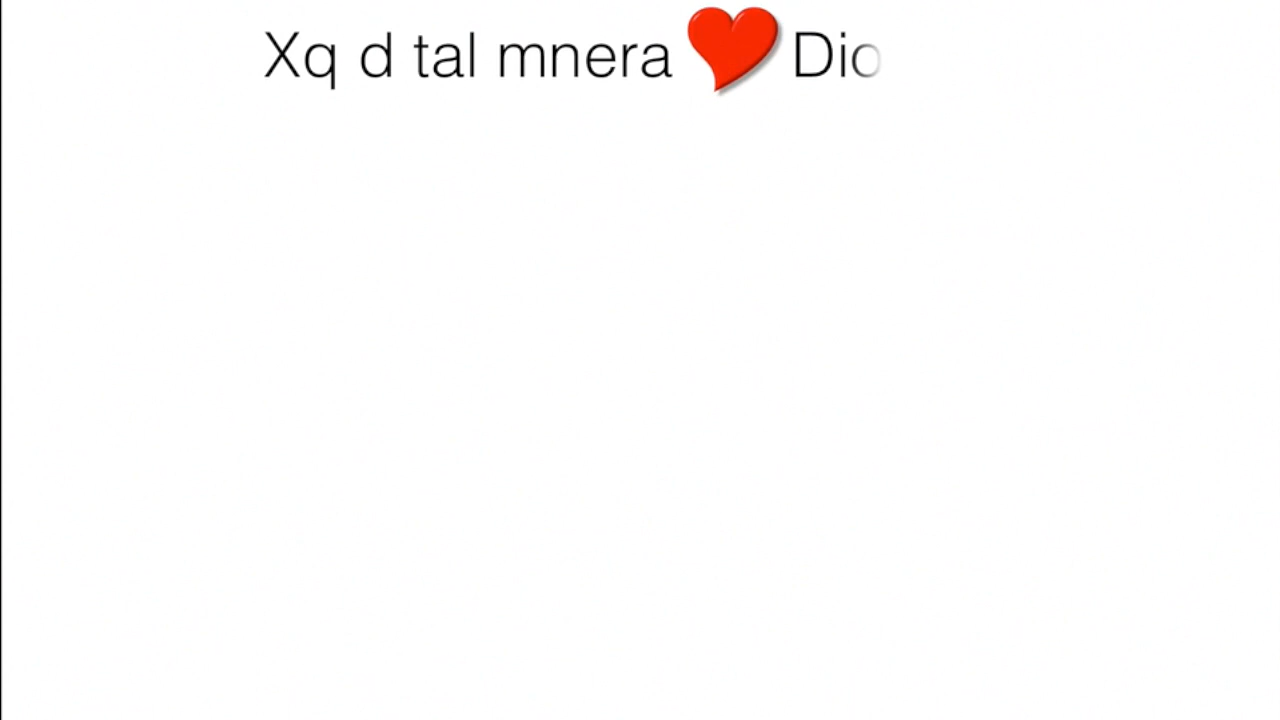 Xq d tal mnera ❤ Dio